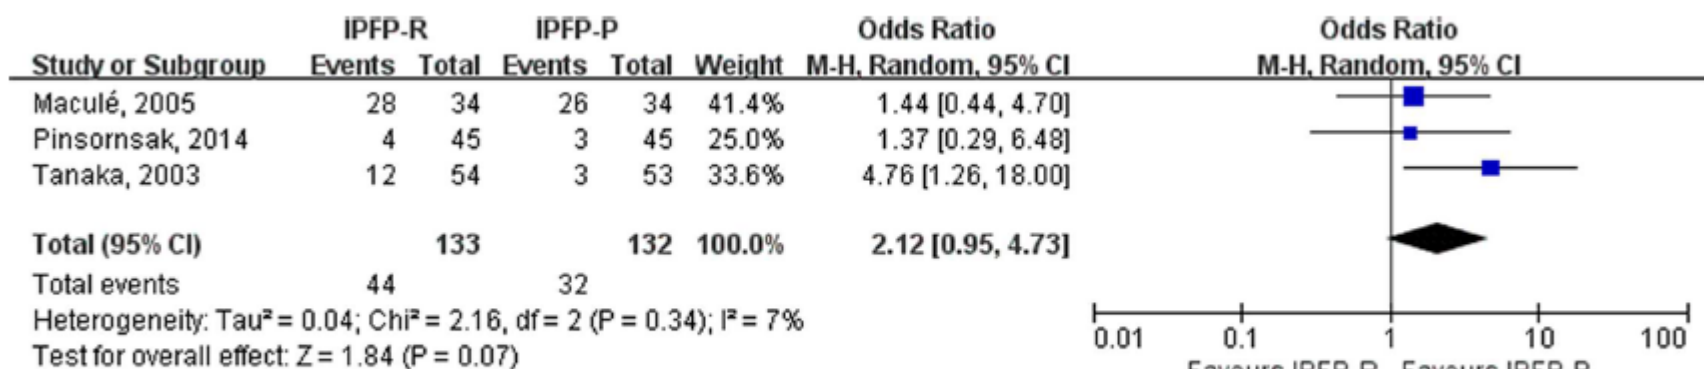 IPFP-R IPFP-P Odds Ratio Odds Ratio
Study or Subgroup Events Total Events Total Weight M-H, Random, 95% CI M-H, Random, 95% CI
Maculé, 2005 28 34 26 34 41.4% 1.44 [0.44, 4.70]
Pinsornsak, 2014 4 45 3 45 25.0% 1.37 [0.29, 6.48]
Tanaka, 2003 12 54 3 53 33.6% 4.76 [1.26, 18.00]
Total (95% CI) 133 132 100.0% 2.12 [0.95, 4.73]
Total events 44 32
Heterogeneity: Tau² = 0.04; Chi² = 2.16, df = 2 (P = 0.34); I² = 7%
Test for overall effect: Z = 1.84 (P = 0.07)
0.01 0.1 1 10 100
Favours IPFP-R Favours IPFP-P